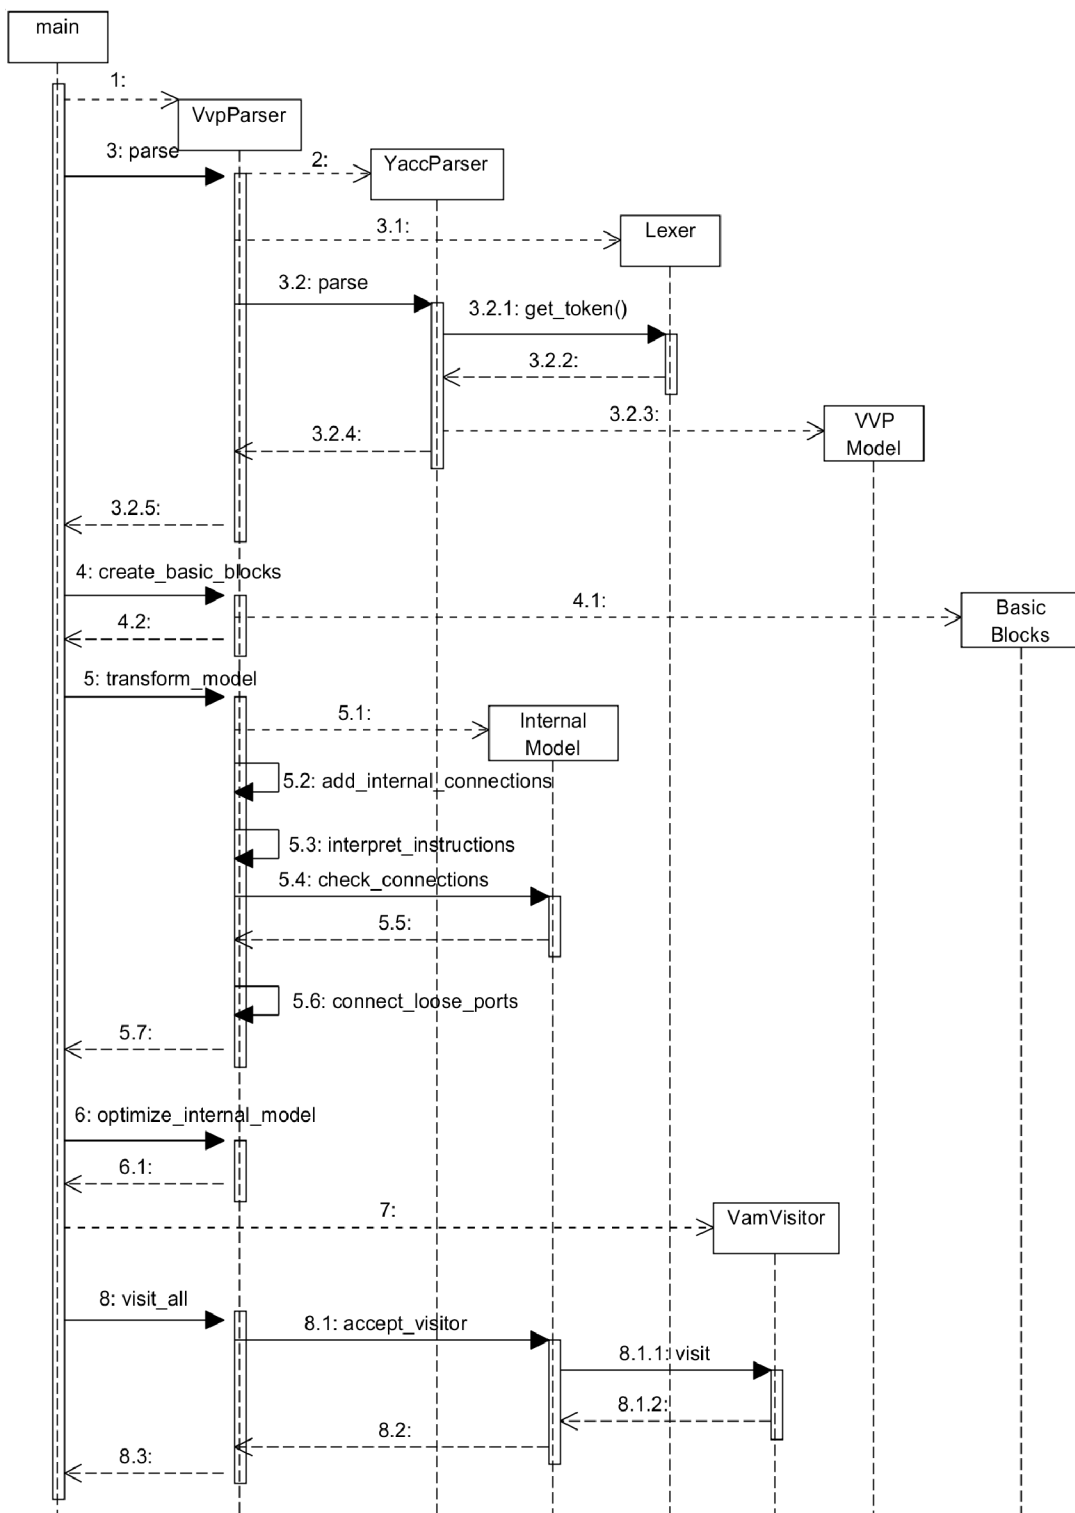 main
1:
VvpParser
3: parse
2:
YaccParser
3.1:
Lexer
3.2: parse
3.2.1: get_token()
3.2.2:
3.2.3:
VVP
Model
3.2.4:
3.2.5:
4: create_basic_blocks
4.1:
Basic
Blocks
4.2:
5: transform_model
5.1:
Internal
Model
5.2: add_internal_connections
5.3: interpret_instructions
5.4: check_connections
5.5:
5.6: connect_loose_ports
5.7:
6: optimize_internal_model
6.1:
7:
VamVisitor
8: visit_all
8.1: accept_visitor
8.1.1: visit
8.1.2:
8.2:
8.3: